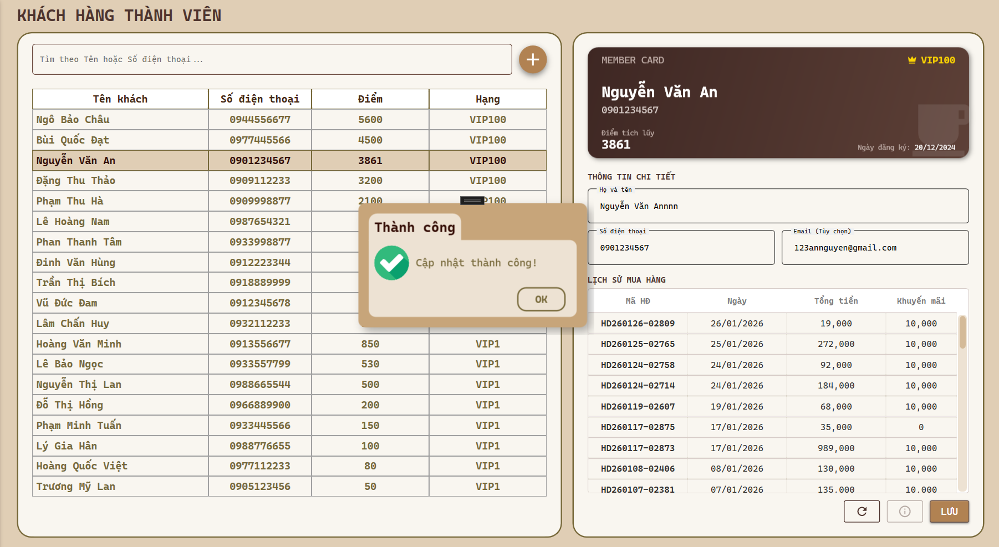 KHÁCH HÀNG THÀNH VIÊN
Tìm theo Tên hoặc Số điện thoại...
Tên khách Số điện thoại Điểm Hạng
Ngô Bảo Châu 0944556677 5600 VIP100
Bùi Quốc Đạt 0977445566 4500 VIP100
Nguyễn Văn An 0901234567 3861 VIP100
Đặng Thu Thảo 0909112233 3200 VIP100
Phạm Thu Hà 0909998877 2100 P100
Lê Hoàng Nam 0987654321
Phan Thanh Tâm 0933998877
Đinh Văn Hùng 0912223344
Trần Thị Bích 0918889999
Vũ Đức Đam 0912345678
Lâm Chấn Huy 0932112233
Hoàng Văn Minh 0913556677 850 VIP1
Lê Bảo Ngọc 0933557799 530 VIP1
Nguyễn Thị Lan 0988665544 500 VIP1
Đỗ Thị Hồng 0966889900 200 VIP1
Phạm Minh Tuấn 0933445566 150 VIP1
Lý Gia Hân 0988776655 100 VIP1
Hoàng Quốc Việt 0977112233 80 VIP1
Trương Mỹ Lan 0905123456 50 VIP1
Thành công
Cập nhật thành công!
OK
MEMBER CARD VIP100
Nguyễn Văn An
0901234567
Điểm tích lũy
3861
Ngày đăng ký: 20/12/2024
THÔNG TIN CHI TIẾT
Họ và tên
Nguyễn Văn Annnn
Số điện thoại Email (Tùy chọn)
0901234567 123annguyen@gmail.com
LỊCH SỬ MUA HÀNG
Mã HĐ Ngày Tổng tiền Khuyến mãi
HD260126-02809 26/01/2026 19,000 10,000
HD260125-02765 25/01/2026 272,000 10,000
HD260124-02758 24/01/2026 92,000 10,000
HD260124-02714 24/01/2026 184,000 10,000
HD260119-02607 19/01/2026 68,000 10,000
HD260117-02875 17/01/2026 35,000 0
HD260117-02873 17/01/2026 989,000 10,000
HD260108-02406 08/01/2026 130,000 10,000
HD260107-02381 07/01/2026 135,000 10,000
LƯU